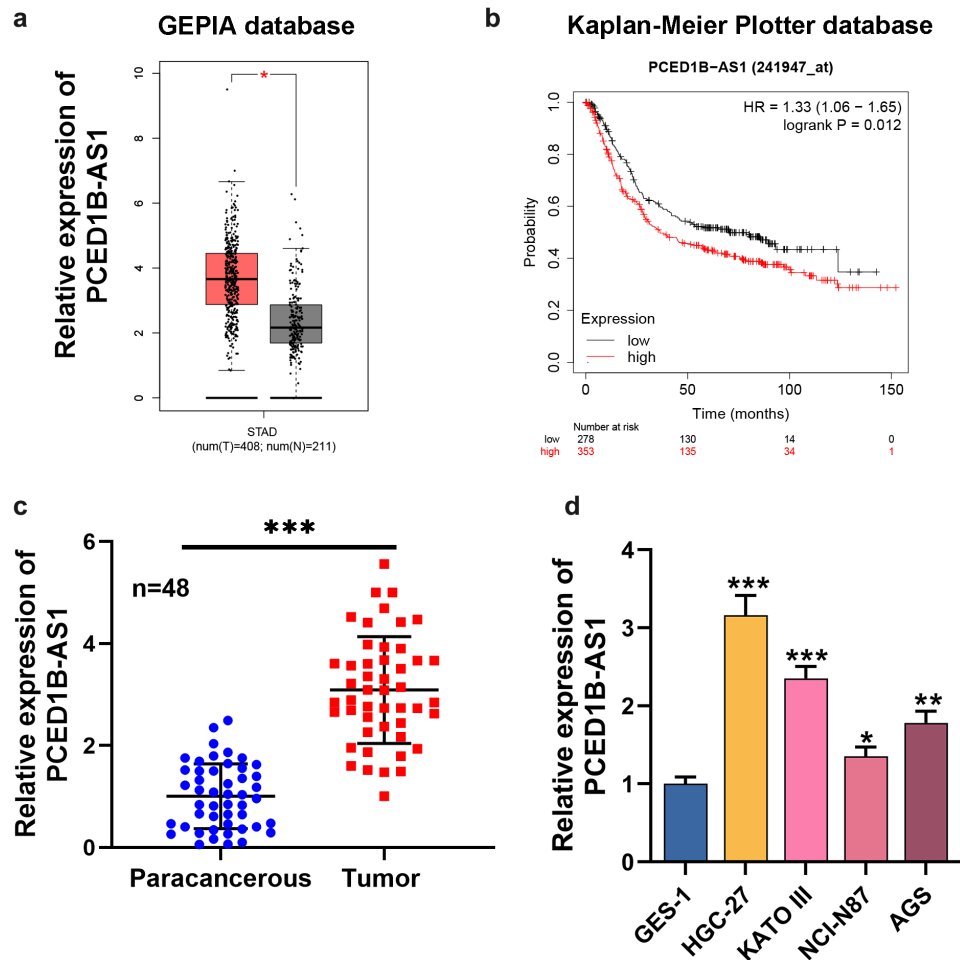 a
GEPIA database
Relative expression of
PCED1B-AS1
10
8
6
4
2
0
*
STAD
(num(T)=408; num(N)=211)
b
Kaplan-Meier Plotter database
PCED1B−AS1 (241947_at)
HR = 1.33 (1.06 − 1.65)
logrank P = 0.012
Probability
1.0
0.8
0.6
0.4
0.2
0.0
Expression
low
high
0 50 100 150
Time (months)
Number at risk
low 278 130 14 0
high 353 135 34 1
c
Relative expression of
PCED1B-AS1
6
4
2
0
***
n=48
Paracancerous Tumor
d
Relative expression of
PCED1B-AS1
4
3
2
1
0
***
***
*
**
GES-1
HGC-27
KATO III
NCI-N87
AGS